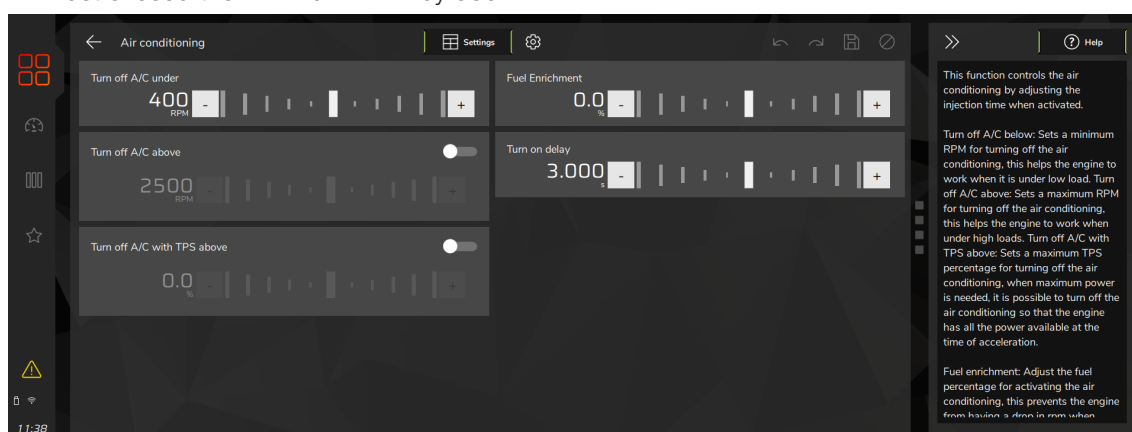 Air conditioning
Settings
Turn off A/C under
400
RPM
-
+
Turn off A/C above
2500
RPM
-
+
Turn off A/C with TPS above
0.0
%
-
+
Fuel Enrichment
0.0
%
-
+
Turn on delay
3.000
s
-
+
Help
This function controls the air
conditioning by adjusting the
injection time when activated.
Turn off A/C below: Sets a minimum
RPM for turning off the air
conditioning, this helps the engine to
work when it is under low load. Turn
off A/C above: Sets a maximum RPM
for turning off the air conditioning,
this helps the engine to work when
under high loads. Turn off A/C with
TPS above: Sets a maximum TPS
percentage for turning off the air
conditioning, when maximum power
is needed, it is possible to turn off the
air conditioning so that the engine
has all the power available at the
time of acceleration.
Fuel enrichment: Adjust the fuel
percentage for activating the air
conditioning, this prevents the engine
from having a drop in rpm when
11:38